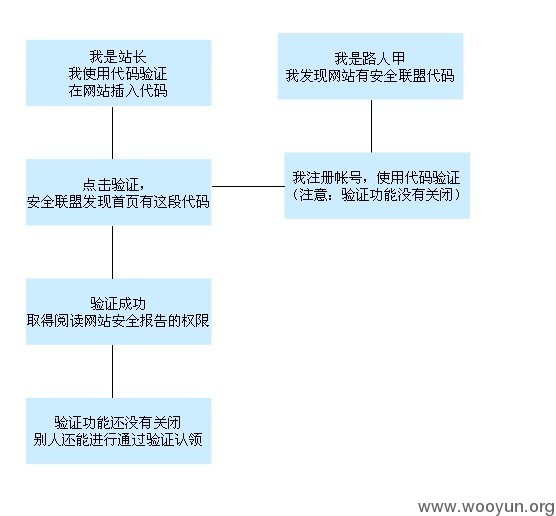 我是站长
我使用代码验证
在网站插入代码
我是路人甲
我发现网站有安全联盟代码
点击验证，
安全联盟发现首页有这段代码
我注册帐号，使用代码验证
（注意：验证功能没有关闭）
验证成功
取得阅读网站安全报告的权限
验证功能还没有关闭
别人还能进行通过验证认领
www.wooyun.org